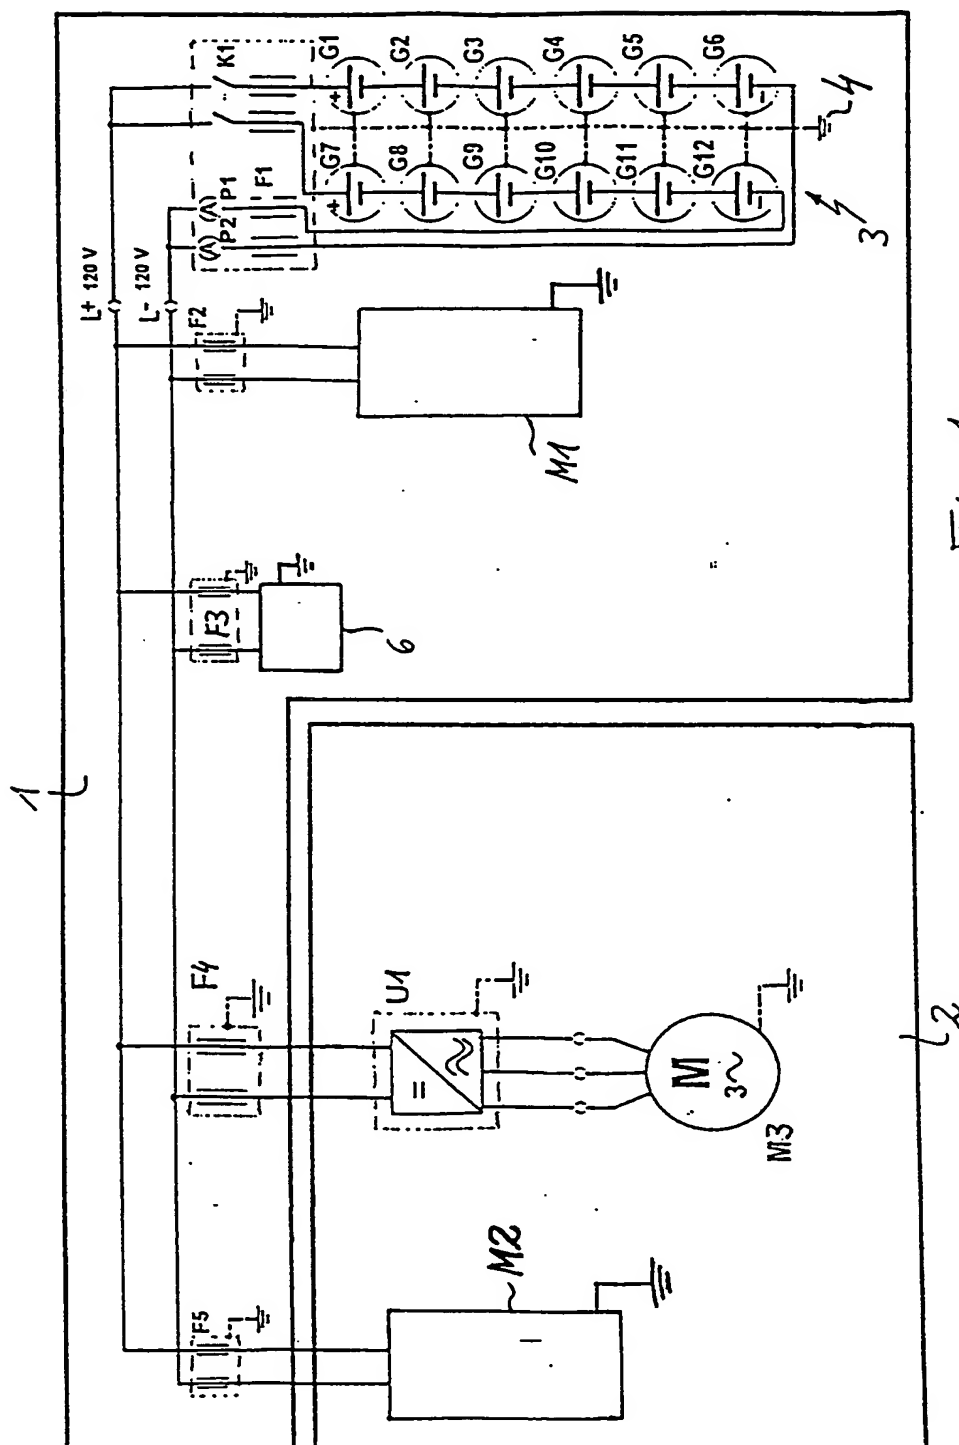 1
L+ 120 V
L- 120 V
K1
P1
P2
F1
G1
G2
G3
G4
G5
G6
+
−
G7
G8
G9
G10
G11
G12
+
−
4
3
F2
M1
F3
6
F4
U1
=
≈
M
3~
M3
2
F5
M2